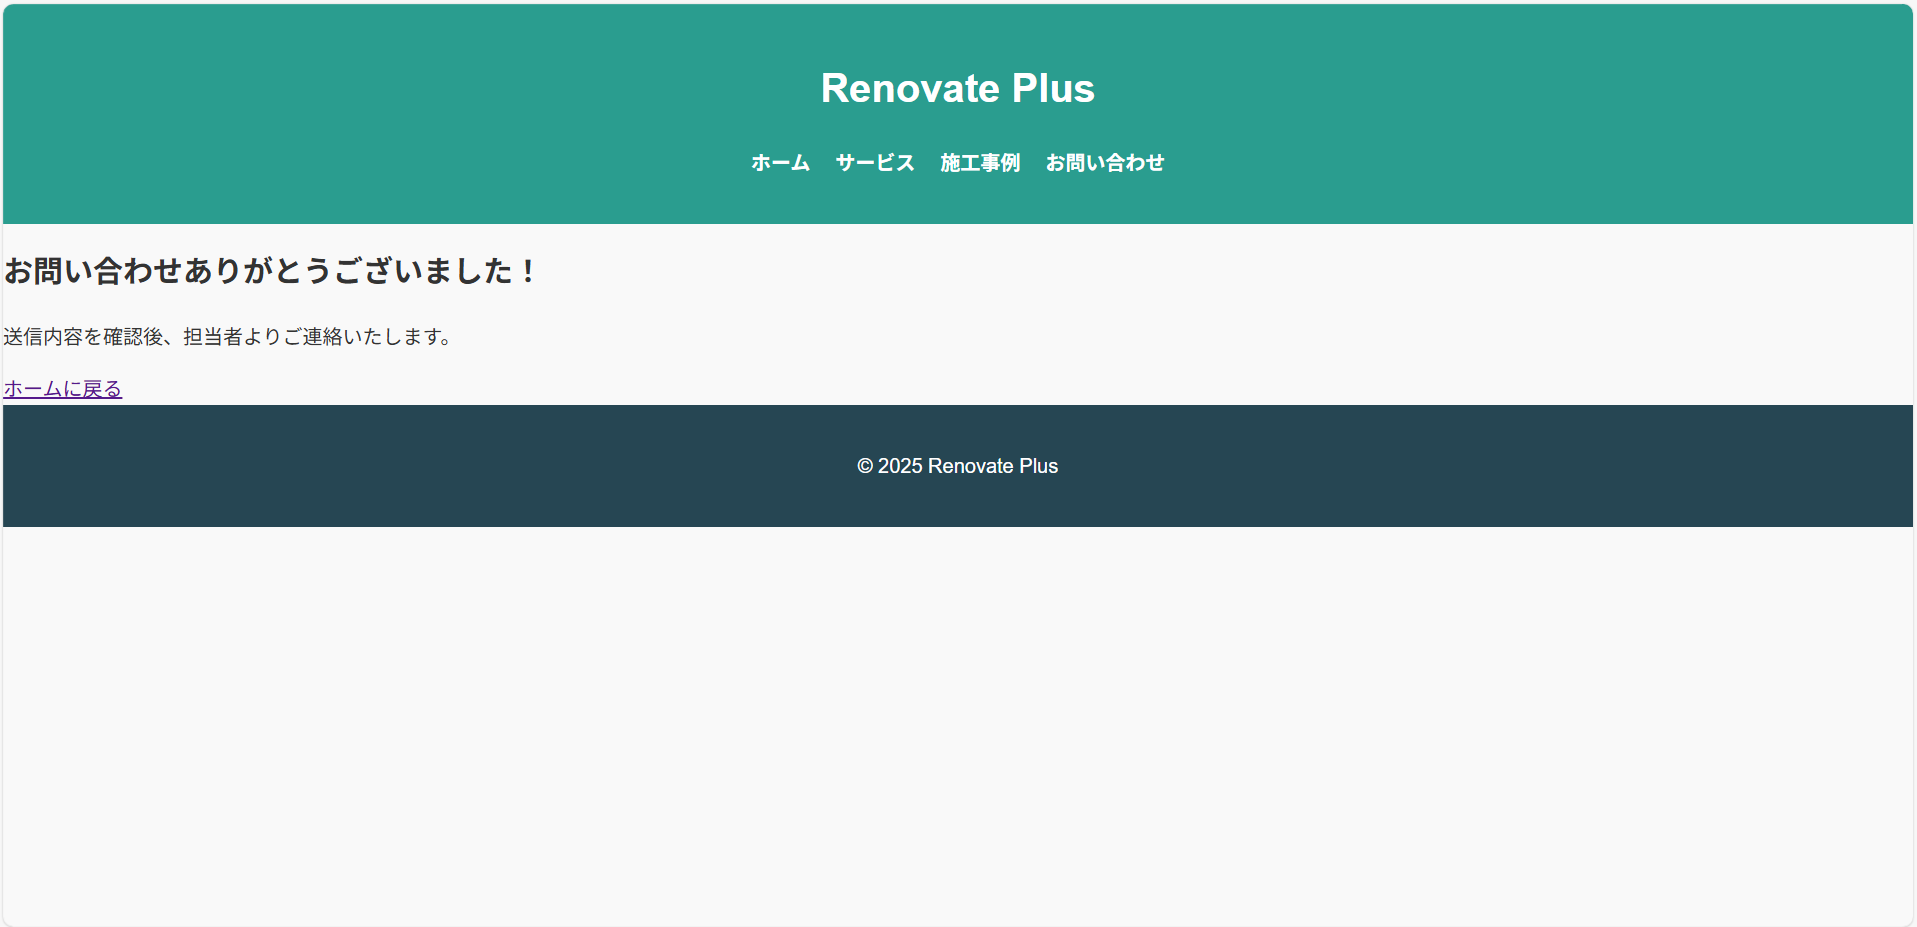 Renovate Plus
ホーム サービス 施工事例 お問い合わせ
お問い合わせありがとうございました！
送信内容を確認後、担当者よりご連絡いたします。
ホームに戻る
© 2025 Renovate Plus